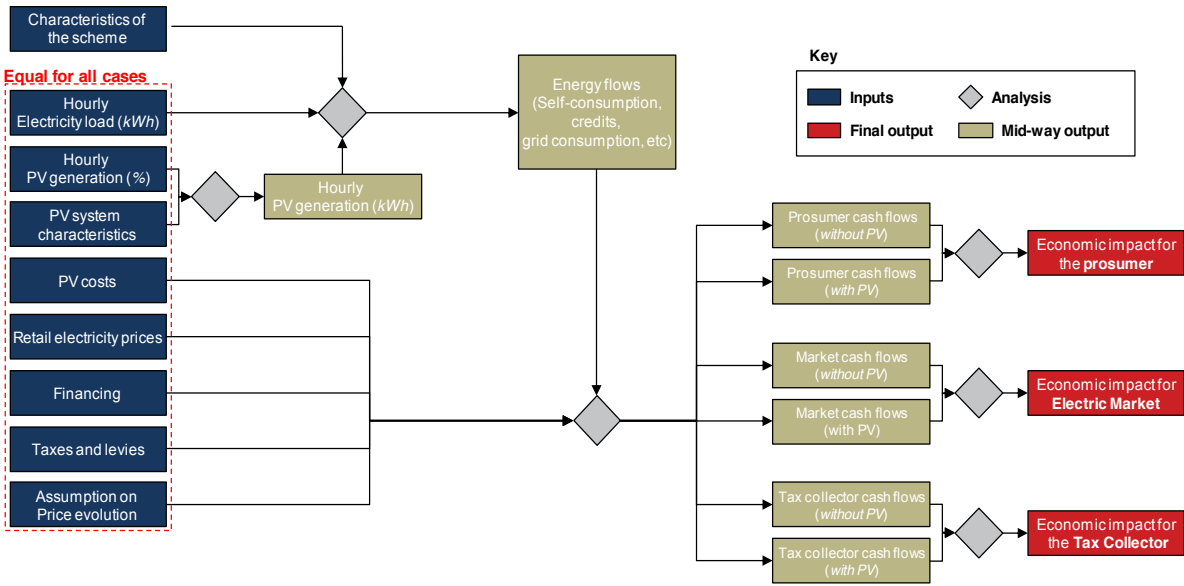 Characteristics of
the scheme
Equal for all cases
Hourly
Electricity load (kWh)
Hourly
PV generation (%)
PV system
characteristics
PV costs
Retail electricity prices
Financing
Taxes and levies
Assumption on
Price evolution
Hourly
PV generation (kWh)
Energy flows
(Self-consumption,
credits,
grid consumption, etc)
Key
Inputs
Analysis
Final output
Mid-way output
Prosumer cash flows
(without PV)
Prosumer cash flows
(with PV)
Economic impact for
the prosumer
Market cash flows
(without PV)
Market cash flows
(with PV)
Economic impact for
Electric Market
Tax collector cash flows
(without PV)
Tax collector cash flows
(with PV)
Economic impact for
the Tax Collector